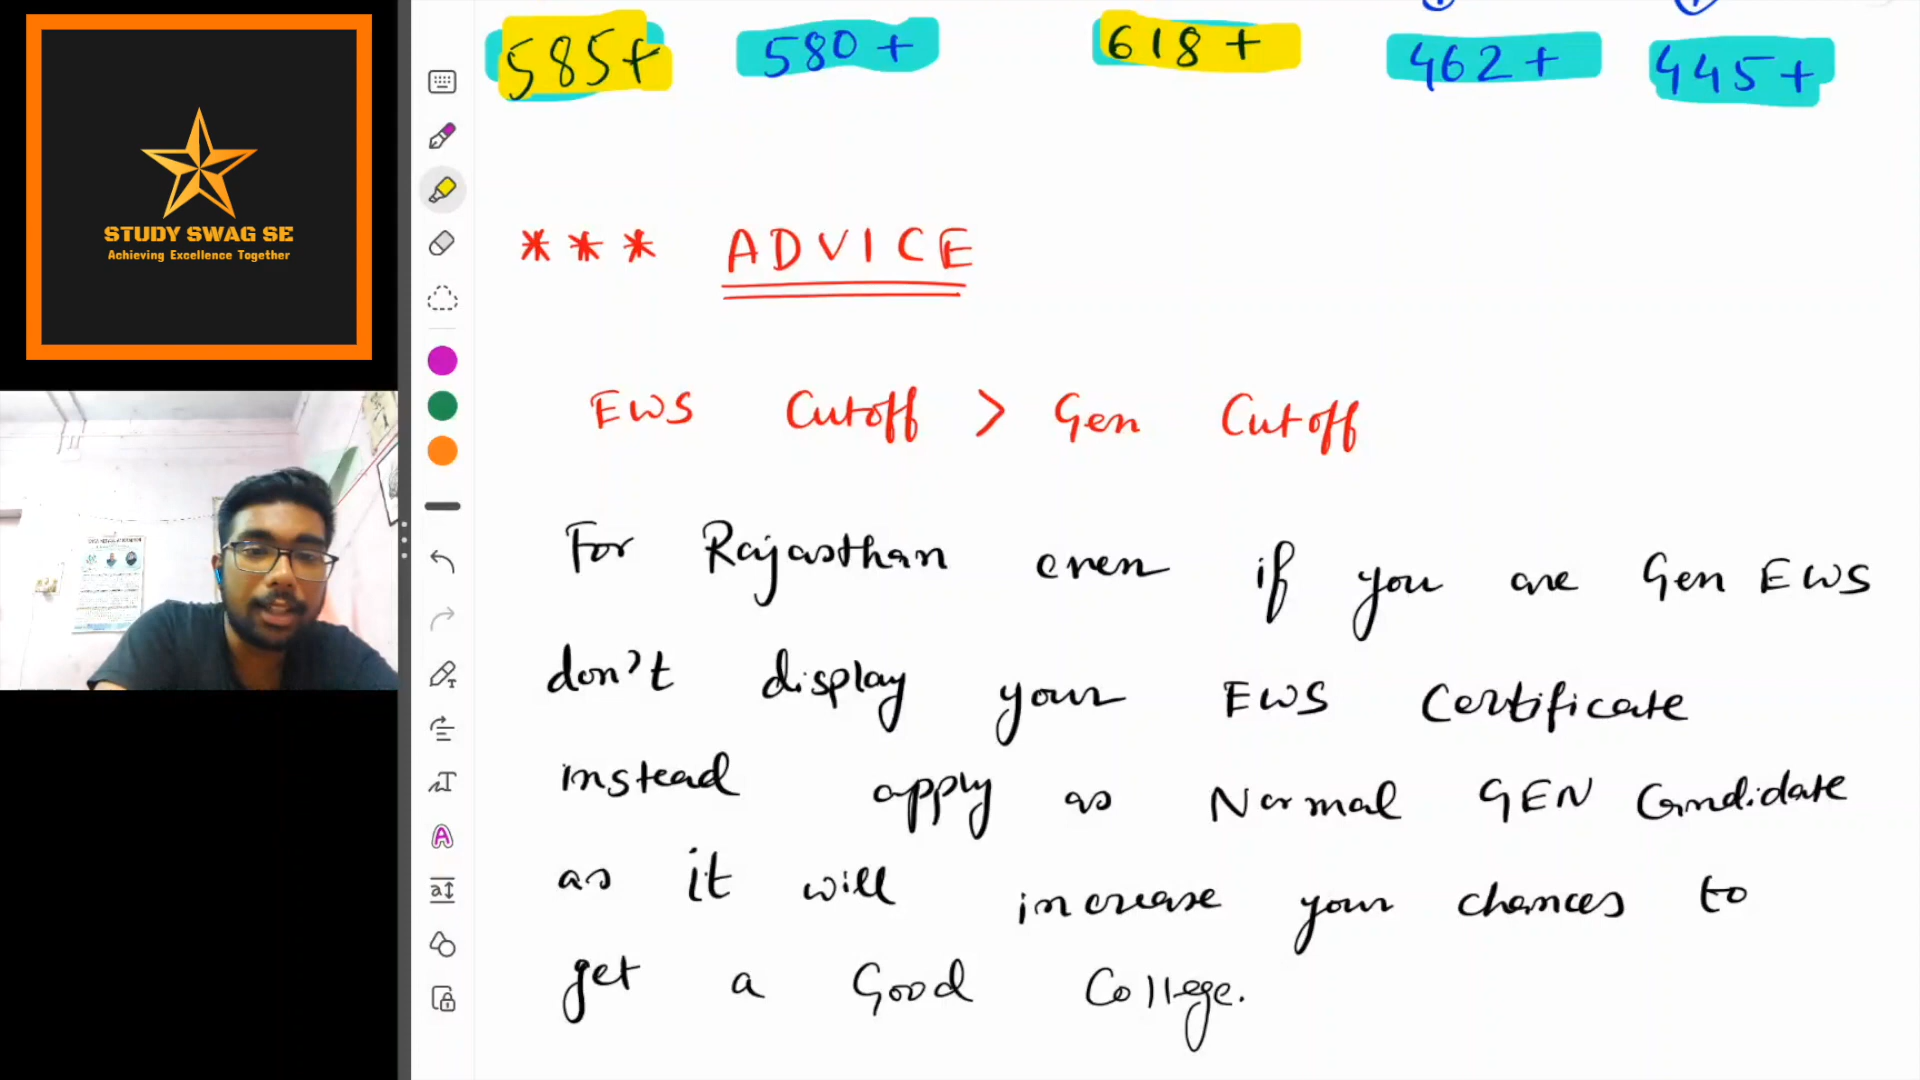 585+ 580+ 618+ 462+ 445+
STUDY SWAG SE
Achieving Excellence Together
*** ADVICE
EWS Cutoff > Gen Cutoff
For Rajasthan even if you are Gen EWS
don't display your EWS Certificate
instead apply as Normal GEN Candidate
as it will increase your chances to
get a Good College.